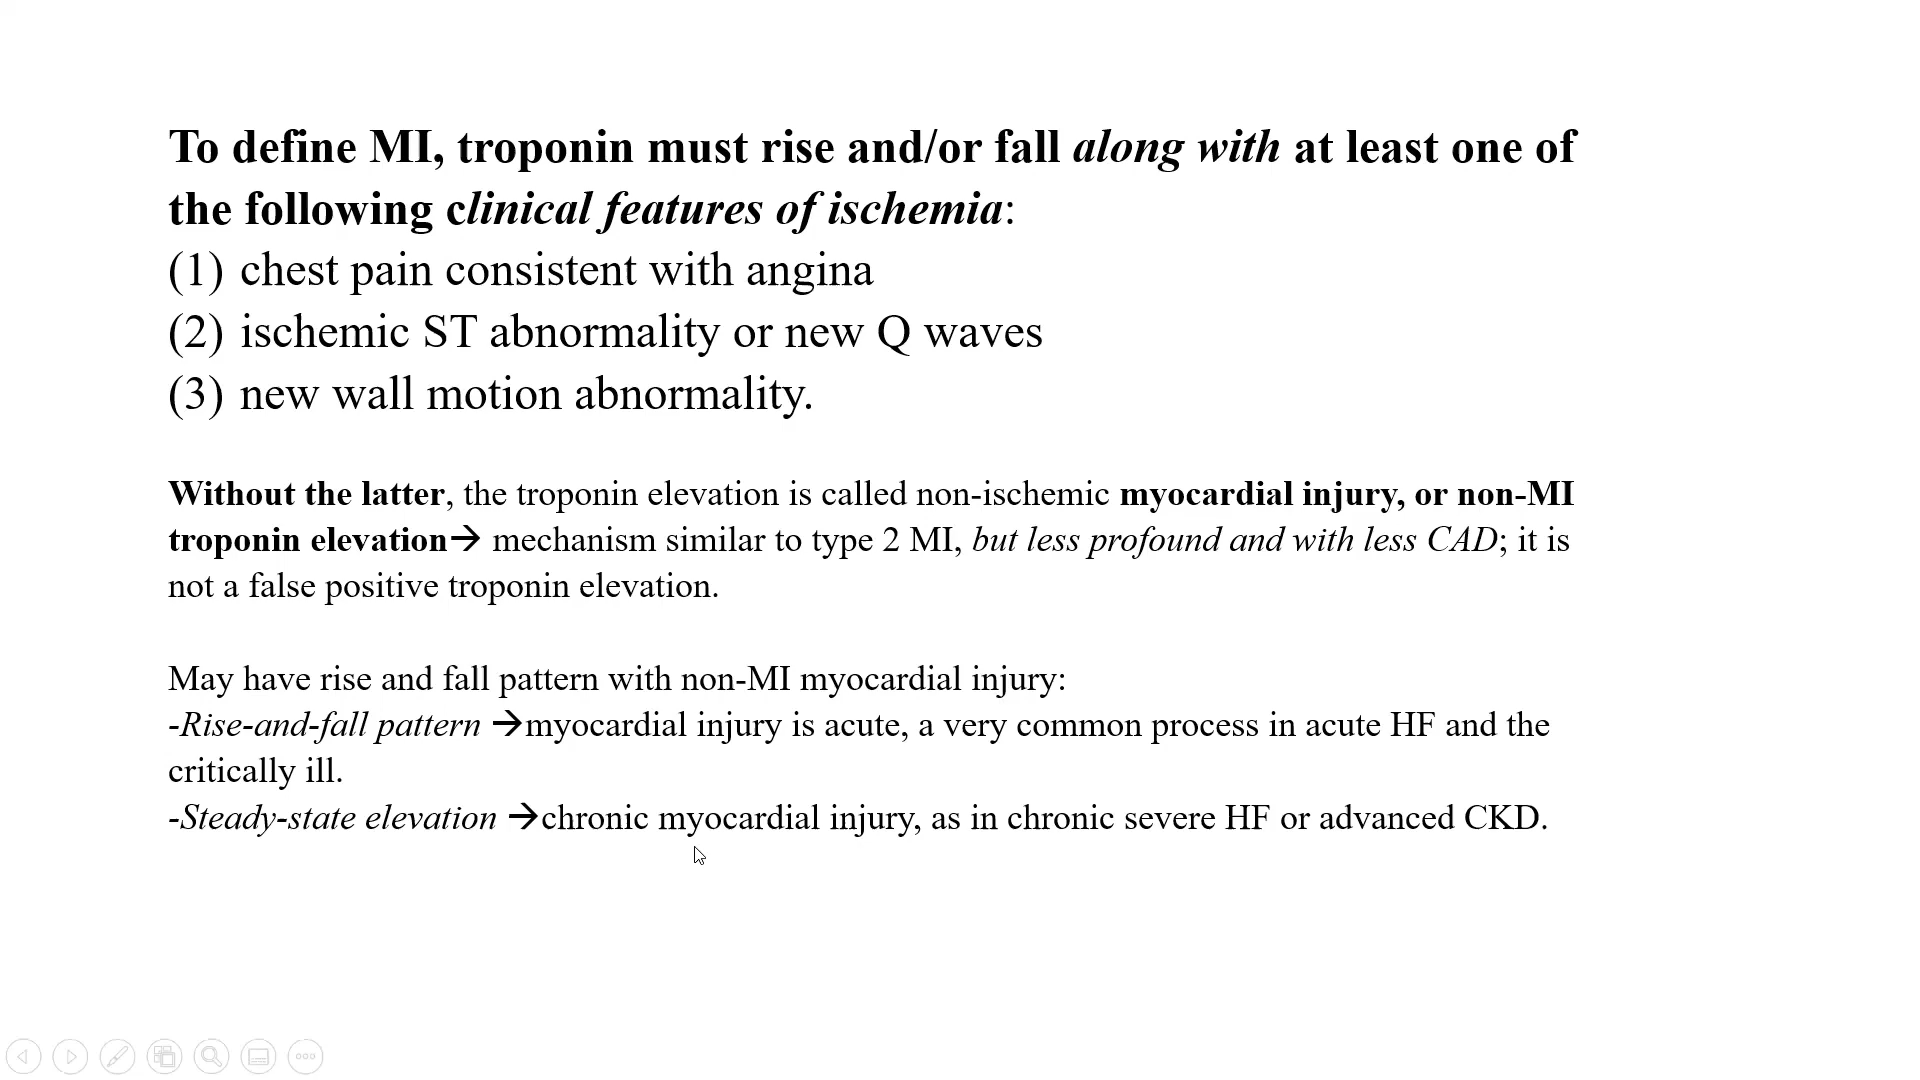 To define MI, troponin must rise and/or fall along with at least one of
the following clinical features of ischemia:
(1) chest pain consistent with angina
(2) ischemic ST abnormality or new Q waves
(3) new wall motion abnormality.
Without the latter, the troponin elevation is called non-ischemic myocardial injury, or non-MI
troponin elevation→ mechanism similar to type 2 MI, but less profound and with less CAD; it is
not a false positive troponin elevation.
May have rise and fall pattern with non-MI myocardial injury:
-Rise-and-fall pattern →myocardial injury is acute, a very common process in acute HF and the
critically ill.
-Steady-state elevation →chronic myocardial injury, as in chronic severe HF or advanced CKD.